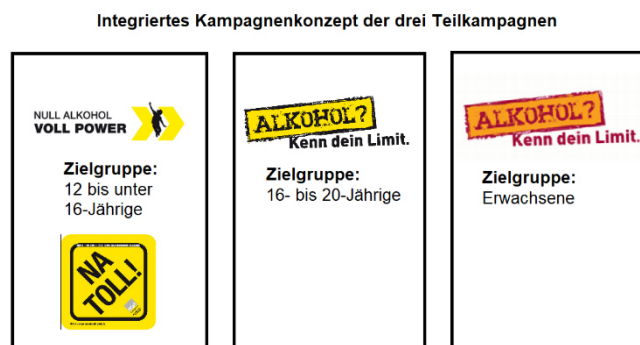 Integriertes Kampagnenkonzept der drei Teilkampagnen
NULL ALKOHOL
VOLL POWER
Zielgruppe:
12 bis unter
16-Jährige
NA
TOLL!
ALKOHOL?
Kenn dein Limit.
Zielgruppe:
16- bis 20-Jährige
ALKOHOL?
Kenn dein Limit.
Zielgruppe:
Erwachsene